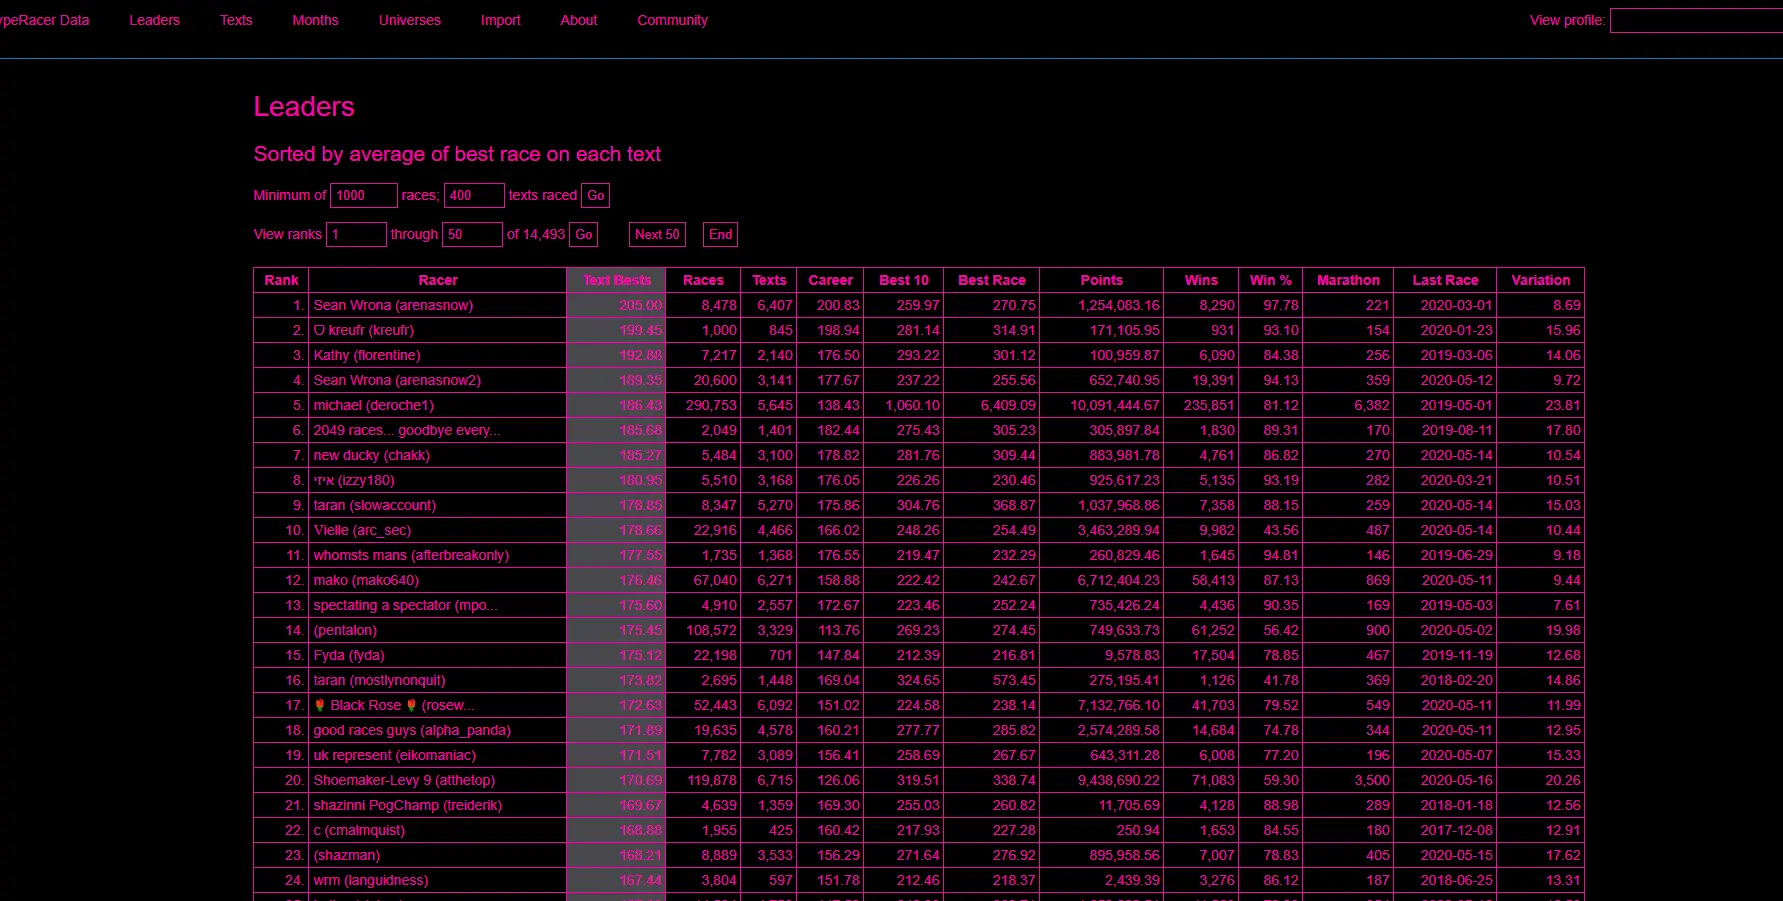 ypeRacer Data Leaders Texts Months Universes Import About Community View profile:
Leaders
Sorted by average of best race on each text
Minimum of 1000 races; 400 texts raced Go
View ranks 1 through 50 of 14,493 Go Next 50 End
Rank Racer Text Bests Races Texts Career Best 10 Best Race Points Wins Win % Marathon Last Race Variation
1. Sean Wrona (arenasnow) 205.00 8,478 6,407 200.83 259.97 270.75 1,254,083.16 8,290 97.78 221 2020-03-01 8.69
2. kreufr (kreufr) 199.45 1,000 845 198.94 281.14 314.91 171,105.95 931 93.10 154 2020-01-23 15.96
3. Kathy (florentine) 192.88 7,217 2,140 176.50 293.22 301.12 100,959.87 6,090 84.38 256 2019-03-06 14.06
4. Sean Wrona (arenasnow2) 189.35 20,600 3,141 177.67 237.22 255.56 652,740.95 19,391 94.13 359 2020-05-12 9.72
5. michael (deroche1) 186.43 290,753 5,645 138.43 1,060.10 6,409.09 10,091,444.67 235,851 81.12 6,382 2019-05-01 23.81
6. 2049 races... goodbye every... 185.68 2,049 1,401 182.44 275.43 305.23 305,897.84 1,830 89.31 170 2019-08-11 17.80
7. new ducky (chakk) 185.27 5,484 3,100 178.82 281.76 309.44 883,981.78 4,761 86.82 270 2020-05-14 10.54
8. איזי (izzy180) 180.95 5,510 3,168 176.05 226.26 230.46 925,617.23 5,135 93.19 282 2020-03-21 10.51
9. taran (slowaccount) 178.85 8,347 5,270 175.86 304.76 368.87 1,037,968.86 7,358 88.15 259 2020-05-14 15.03
10. Vielle (arc_sec) 178.66 22,916 4,466 166.02 248.26 254.49 3,463,289.94 9,982 43.56 487 2020-05-14 10.44
11. whomsts mans (afterbreakonly) 177.55 1,735 1,368 176.55 219.47 232.29 260,829.46 1,645 94.81 146 2019-06-29 9.18
12. mako (mako640) 176.46 67,040 6,271 158.88 222.42 242.67 6,712,404.23 58,413 87.13 869 2020-05-11 9.44
13. spectating a spectator (mpo... 175.60 4,910 2,557 172.67 223.46 252.24 735,426.24 4,436 90.35 169 2019-05-03 7.61
14. (pentalon) 175.45 108,572 3,329 113.76 269.23 274.45 749,633.73 61,252 56.42 900 2020-05-02 19.98
15. Fyda (fyda) 175.12 22,198 701 147.84 212.39 216.81 9,578.83 17,504 78.85 467 2019-11-19 12.68
16. taran (mostlynonquit) 173.82 2,695 1,448 169.04 324.65 573.45 275,195.41 1,126 41.78 369 2018-02-20 14.86
17. 🌹 Black Rose 🌹 (rosew... 172.63 52,443 6,092 151.02 224.58 238.14 7,132,766.10 41,703 79.52 549 2020-05-11 11.99
18. good races guys (alpha_panda) 171.89 19,635 4,578 160.21 277.77 285.82 2,574,289.58 14,684 74.78 344 2020-05-11 12.95
19. uk represent (eikomaniac) 171.51 7,782 3,089 156.41 258.69 267.67 643,311.28 6,008 77.20 196 2020-05-07 15.33
20. Shoemaker-Levy 9 (atthetop) 170.69 119,878 6,715 126.06 319.51 338.74 9,438,690.22 71,083 59.30 3,500 2020-05-16 20.26
21. shazinni PogChamp (treiderik) 169.67 4,639 1,359 169.30 255.03 260.82 11,705.69 4,128 88.98 289 2018-01-18 12.56
22. c (cmalmquist) 168.88 1,955 425 160.42 217.93 227.28 250.94 1,653 84.55 180 2017-12-08 12.91
23. (shazman) 168.21 8,889 3,533 156.29 271.64 276.92 895,958.56 7,007 78.83 405 2020-05-15 17.62
24. wrm (languidness) 167.44 3,804 597 151.78 212.46 218.37 2,439.39 3,276 86.12 187 2018-06-25 13.31